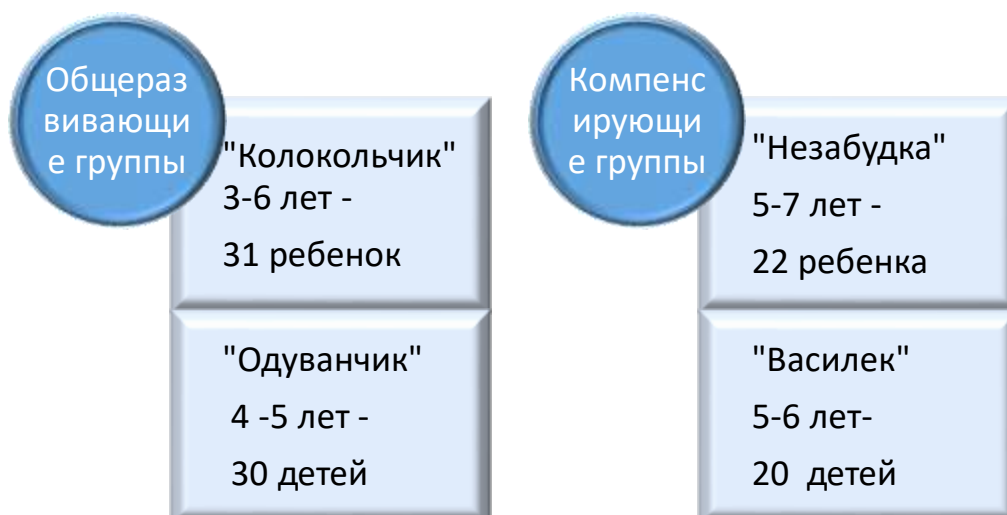 Общераз
вивающи
е группы
"Колокольчик"
3-6 лет -
31 ребенок
"Одуванчик"
4 -5 лет -
30 детей
Компенс
ирующи
е группы
"Незабудка"
5-7 лет -
22 ребенка
"Василек"
5-6 лет-
20  детей